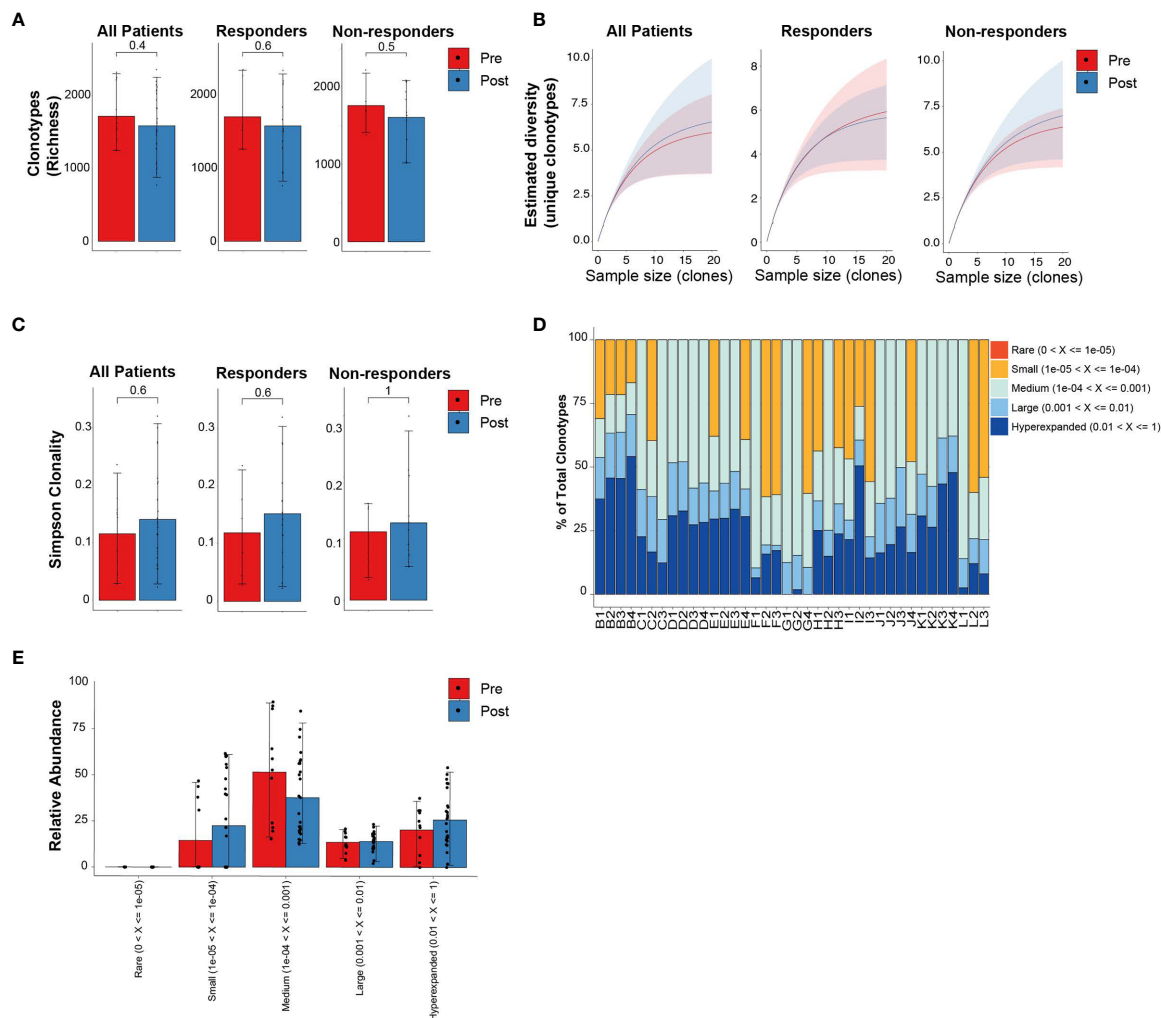 A
All Patients
Responders
Non-responders
0.4
0.6
0.5
Pre
Post
Clonotypes
(Richness)
2000
1000
0
2000
1000
0
2000
1000
0
B
All Patients
Responders
Non-responders
Pre
Post
Estimated diversity
(unique clonotypes)
10.0
7.5
5.0
2.5
0.0
8
6
4
2
0
10.0
7.5
5.0
2.5
0.0
0 5 10 15 20
0 5 10 15 20
0 5 10 15 20
Sample size (clones)
Sample size (clones)
Sample size (clones)
C
All Patients
Responders
Non-responders
0.6
0.6
1
Pre
Post
Simpson Clonality
0.3
0.2
0.1
0
0.3
0.2
0.1
0
0.3
0.2
0.1
0
D
% of Total Clonotypes
100
75
50
25
0
B1 B2 B3 B4 C1 C2 C3 D1 D2 D3 D4 E1 E2 E3 E4 F1 F2 F3 G1 G2 G4 H1 H2 H3 I1 I2 I3 J1 J2 J3 J4 K1 K2 K3 K4 L1 L2 L3
Rare (0 < X <= 1e-05)
Small (1e-05 < X <= 1e-04)
Medium (1e-04 < X <= 0.001)
Large (0.001 < X <= 0.01)
Hyperexpanded (0.01 < X <= 1)
E
Pre
Post
Relative Abundance
100
75
50
25
0
Rare (0 < X <= 1e-05)
Small (1e-05 < X <= 1e-04)
Medium (1e-04 < X <= 0.001)
Large (0.001 < X <= 0.01)
Hyperexpanded (0.01 < X <= 1)